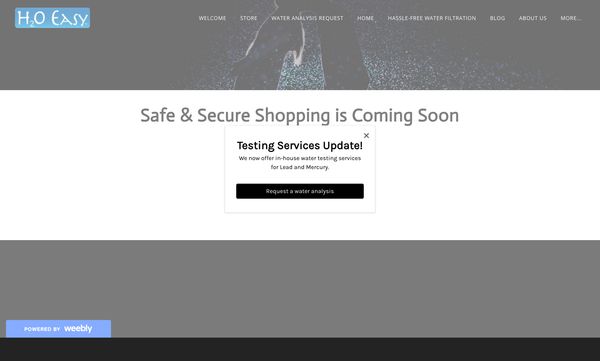 H2O Easy
WELCOME STORE WATER ANALYSIS REQUEST HOME HASSLE-FREE WATER FILTRATION BLOG ABOUT US MORE...
Safe & Secure Shopping is Coming Soon
×
Testing Services Update!
We now offer in-house water testing services
for Lead and Mercury.
Request a water analysis
POWERED BY weebly